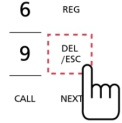 6 REG
9 DEL
/ESC
CALL NEXT